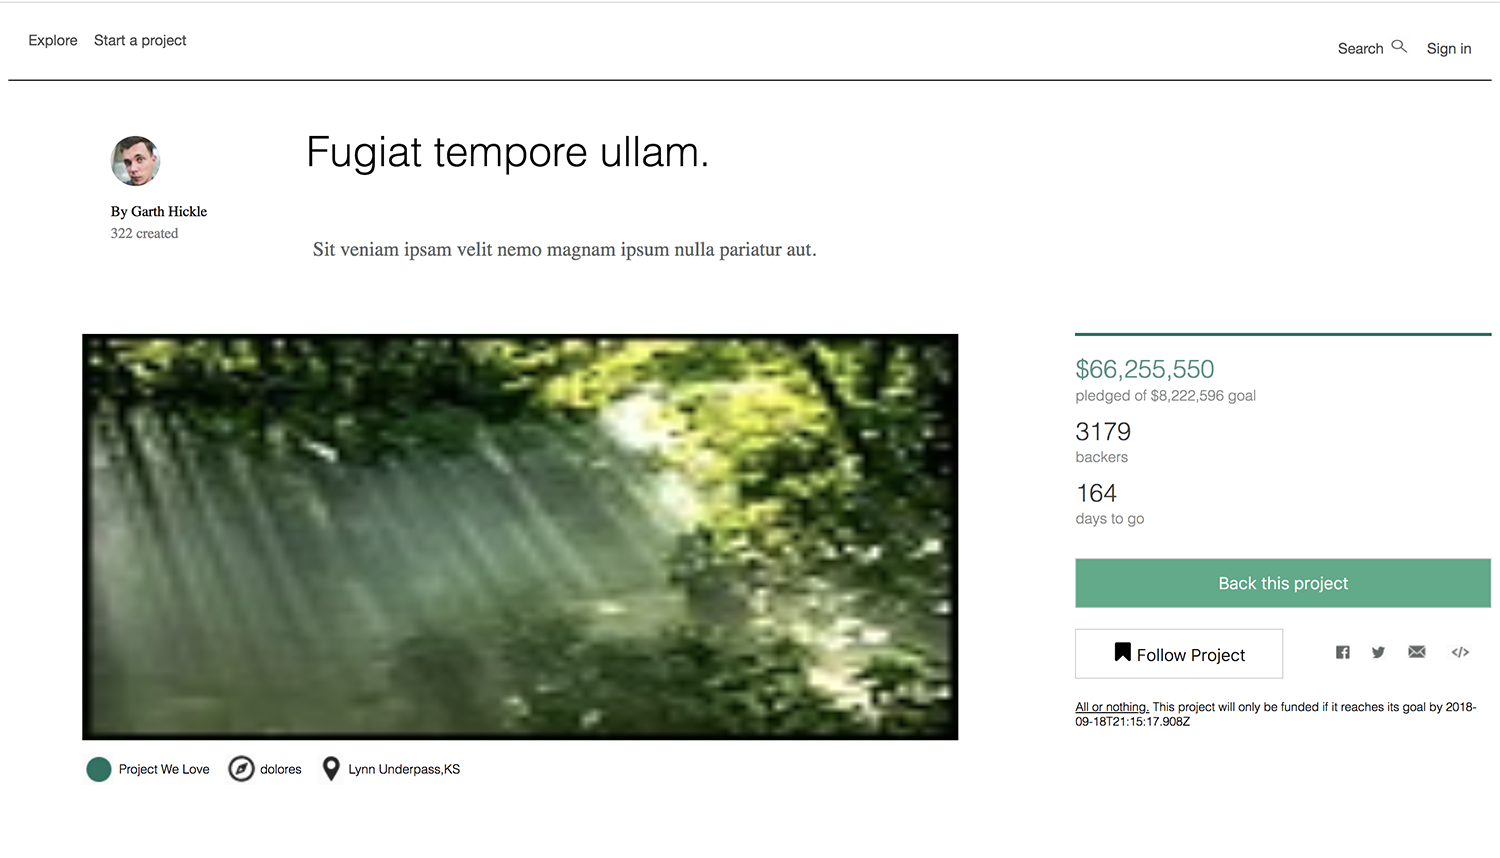 Explore Start a project
Search Sign in
Fugiat tempore ullam.
By Garth Hickle
322 created
Sit veniam ipsam velit nemo magnam ipsum nulla pariatur aut.
$66,255,550
pledged of $8,222,596 goal
3179
backers
164
days to go
Back this project
Follow Project
All or nothing. This project will only be funded if it reaches its goal by 2018-
09-18T21:15:17.908Z
Project We Love dolores Lynn Underpass,KS